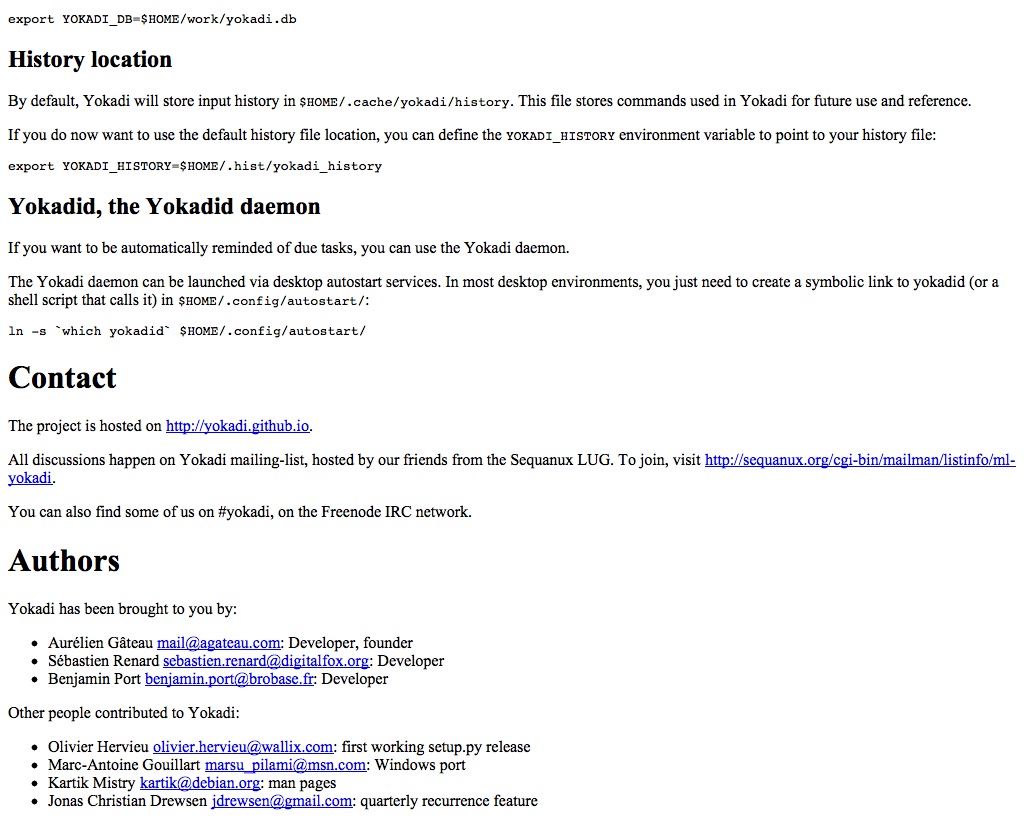 export YOKADI_DB=$HOME/work/yokadi.db
History location
By default, Yokadi will store input history in $HOME/.cache/yokadi/history. This file stores commands used in Yokadi for future use and reference.
If you do now want to use the default history file location, you can define the YOKADI_HISTORY environment variable to point to your history file:
export YOKADI_HISTORY=$HOME/.hist/yokadi_history
Yokadid, the Yokadid daemon
If you want to be automatically reminded of due tasks, you can use the Yokadi daemon.
The Yokadi daemon can be launched via desktop autostart services. In most desktop environments, you just need to create a symbolic link to yokadid (or a
shell script that calls it) in $HOME/.config/autostart/:
ln -s `which yokadid` $HOME/.config/autostart/
Contact
The project is hosted on http://yokadi.github.io.
All discussions happen on Yokadi mailing-list, hosted by our friends from the Sequanux LUG. To join, visit http://sequanux.org/cgi-bin/mailman/listinfo/ml-
yokadi.
You can also find some of us on #yokadi, on the Freenode IRC network.
Authors
Yokadi has been brought to you by:
• Aurélien Gâteau mail@agateau.com: Developer, founder
• Sébastien Renard sebastien.renard@digitalfox.org: Developer
• Benjamin Port benjamin.port@brobase.fr: Developer
Other people contributed to Yokadi:
• Olivier Hervieu olivier.hervieu@wallix.com: first working setup.py release
• Marc-Antoine Gouillart marsu_pilami@msn.com: Windows port
• Kartik Mistry kartik@debian.org: man pages
• Jonas Christian Drewsen jdrewsen@gmail.com: quarterly recurrence feature